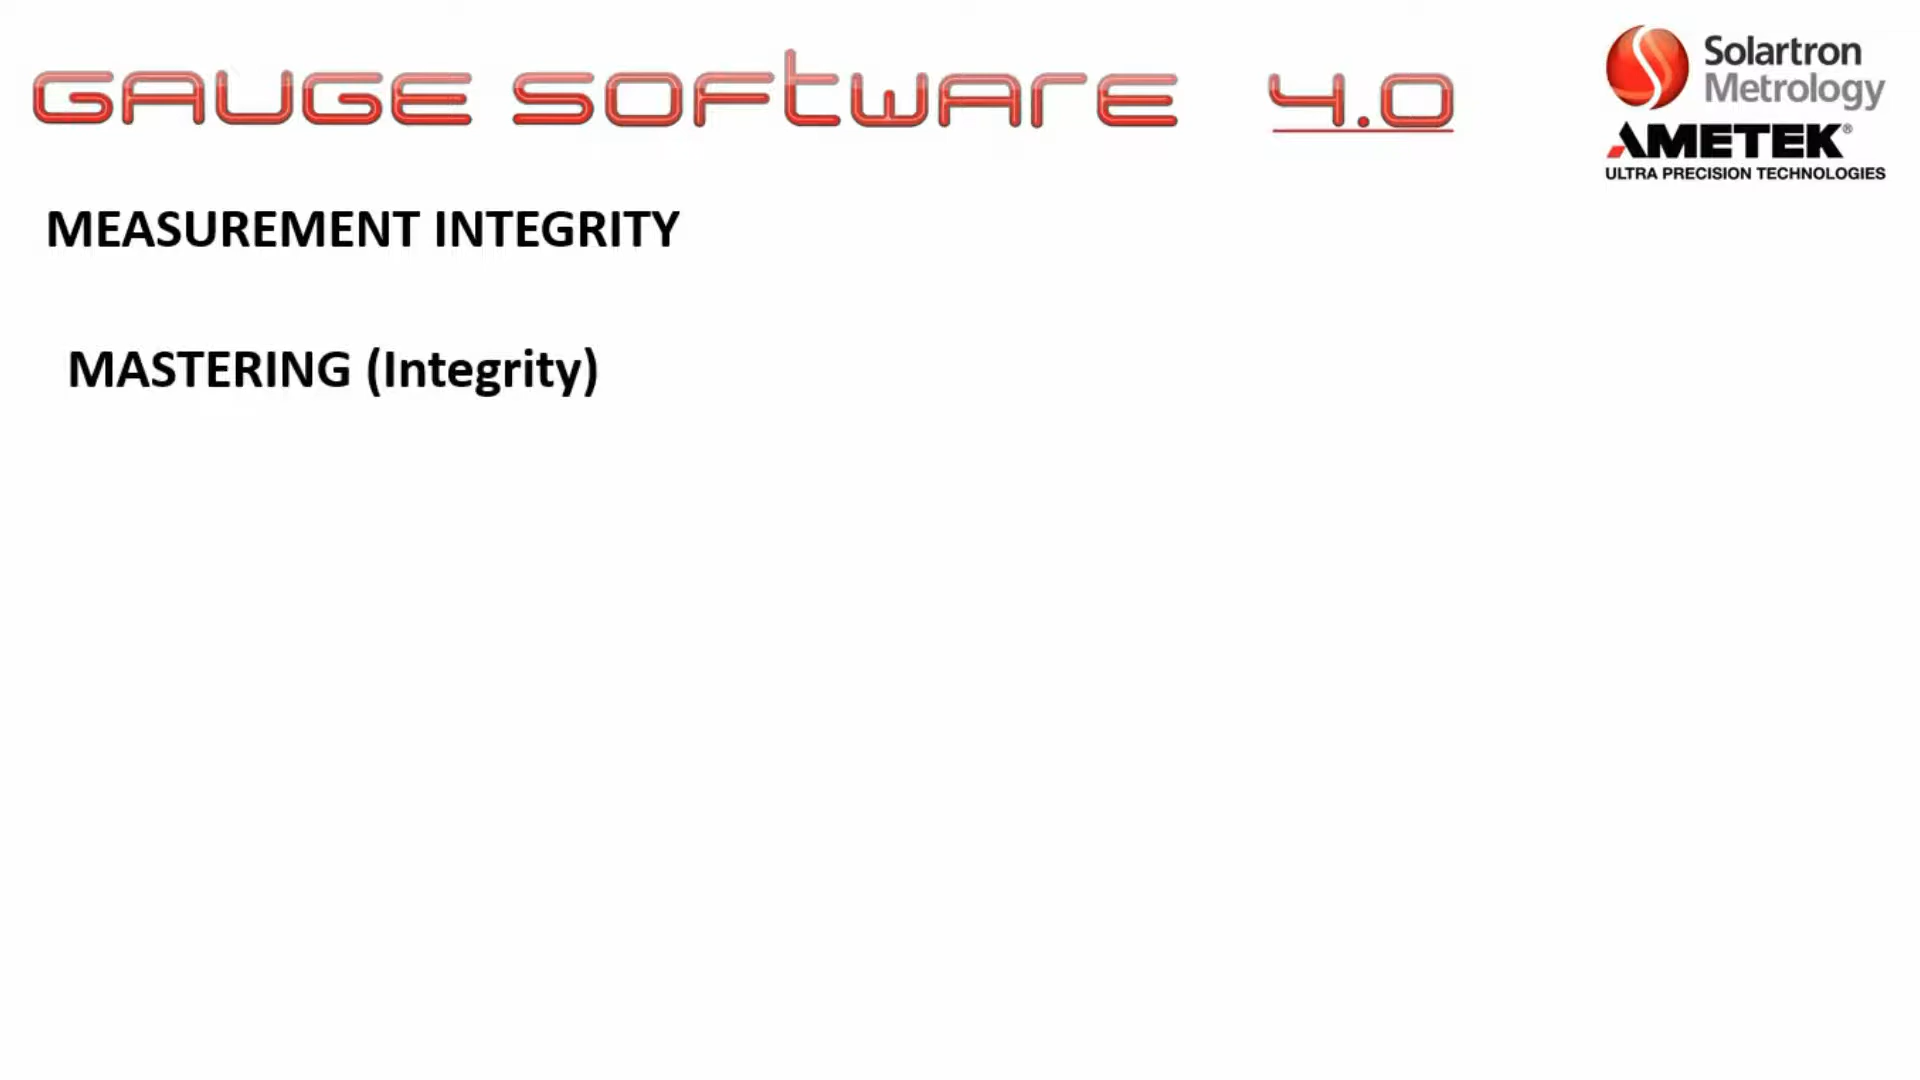 GAUGE SOFTWARE 4.0
Solartron
Metrology
AMETEK®
ULTRA PRECISION TECHNOLOGIES
MEASUREMENT INTEGRITY
MASTERING (Integrity)